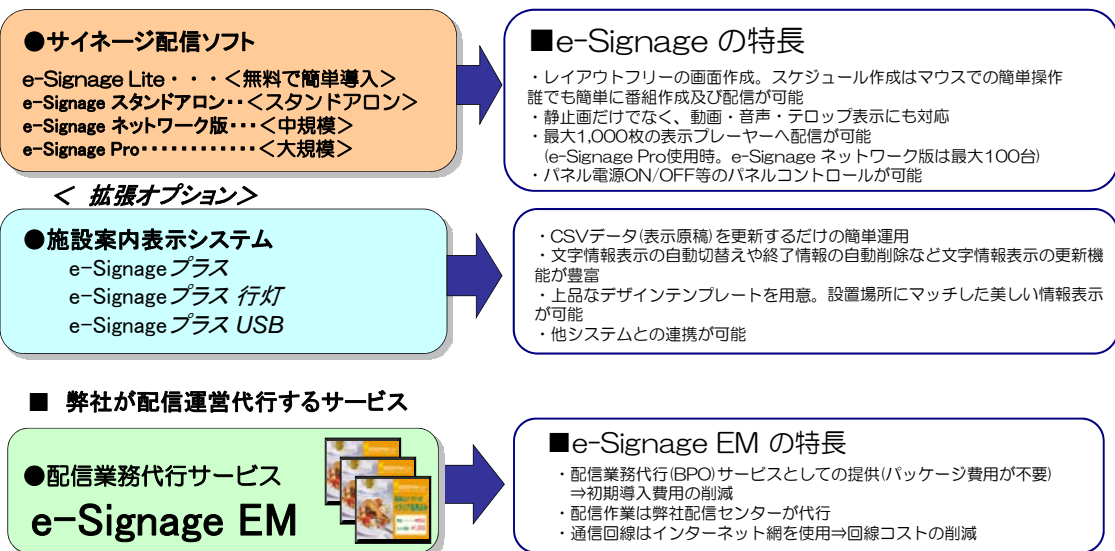 ●サイネージ配信ソフト
e-Signage Lite・・・＜無料で簡単導入＞
e-Signage スタンドアロン・・＜スタンドアロン＞
e-Signage ネットワーク版・・・＜中規模＞
e-Signage Pro・・・・・・・・・・・・＜大規模＞
■e-Signage の特長
・レイアウトフリーの画面作成。スケジュール作成はマウスでの簡単操作
誰でも簡単に番組作成及び配信が可能
・静止画だけでなく、動画・音声・テロップ表示にも対応
・最大1,000枚の表示プレーヤーへ配信が可能
(e-Signage Pro使用時。e-Signage ネットワーク版は最大100台)
・パネル電源ON/OFF等のパネルコントロールが可能
＜ 拡張オプション＞
●施設案内表示システム
e-Signageプラス
e-Signageプラス 行灯
e-Signageプラス USB
・CSVデータ(表示原稿)を更新するだけの簡単運用
・文字情報表示の自動切替えや終了情報の自動削除など文字情報表示の更新機
能が豊富
・上品なデザインテンプレートを用意。設置場所にマッチした美しい情報表示
が可能
・他システムとの連携が可能
■ 弊社が配信運営代行するサービス
●配信業務代行サービス
e-Signage EM
■e-Signage EM の特長
・配信業務代行(BPO)サービスとしての提供(パッケージ費用が不要)
⇒初期導入費用の削減
・配信作業は弊社配信センターが代行
・通信回線はインターネット網を使用⇒回線コストの削減